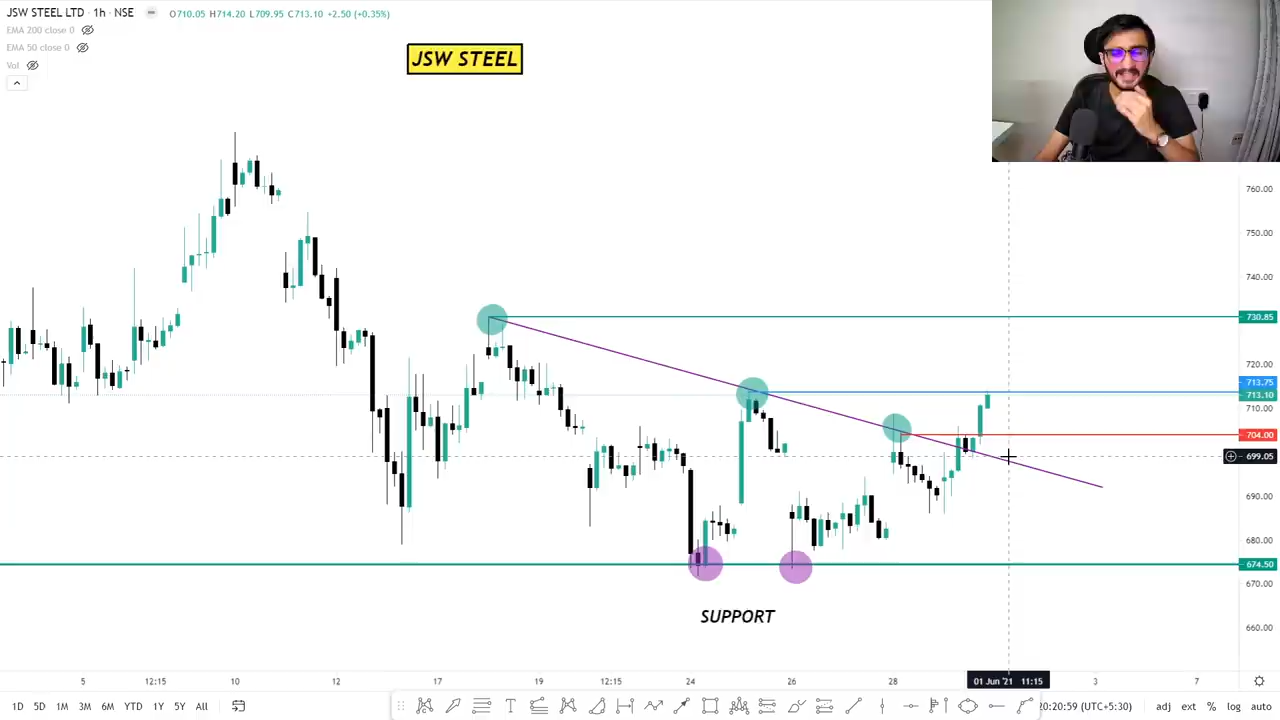 JSW STEEL LTD · 1h · NSE O710.05 H714.20 L709.95 C713.10 +2.50 (+0.35%)
EMA 200 close 0
EMA 50 close 0
Vol
JSW STEEL
760.00
750.00
740.00
730.85
720.00
713.75
713.10
710.00
704.00
699.05
690.00
680.00
674.50
670.00
660.00
SUPPORT
5 12:15 10 12 17 19 12:15 24 26 28 01 Jun '21 11:15 3 7
1D 5D 1M 3M 6M YTD 1Y 5Y All 20:20:59 (UTC+5:30) adj ext % log auto